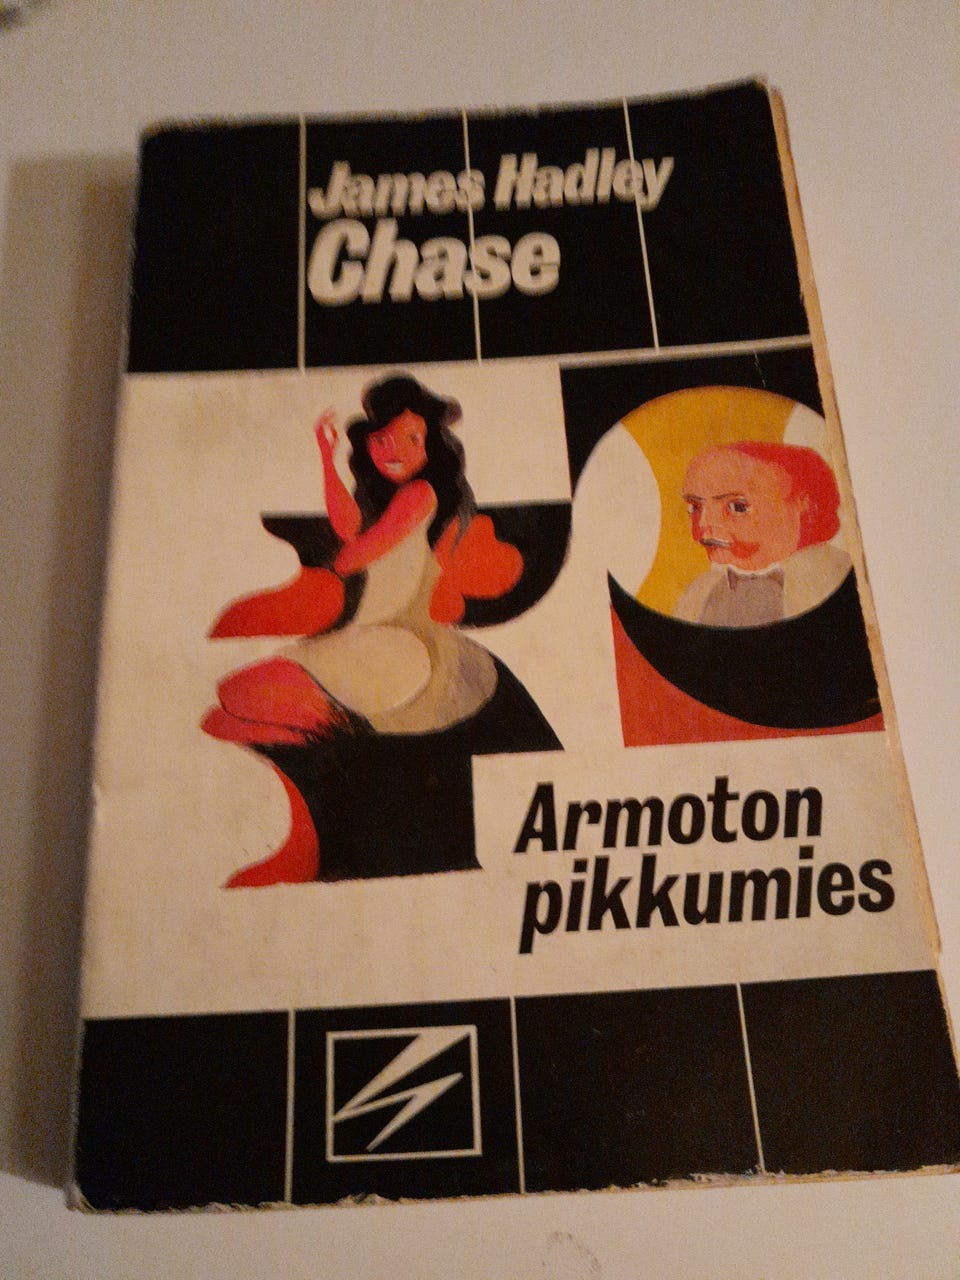 James Hadley
Chase
Armoton
pikkumies